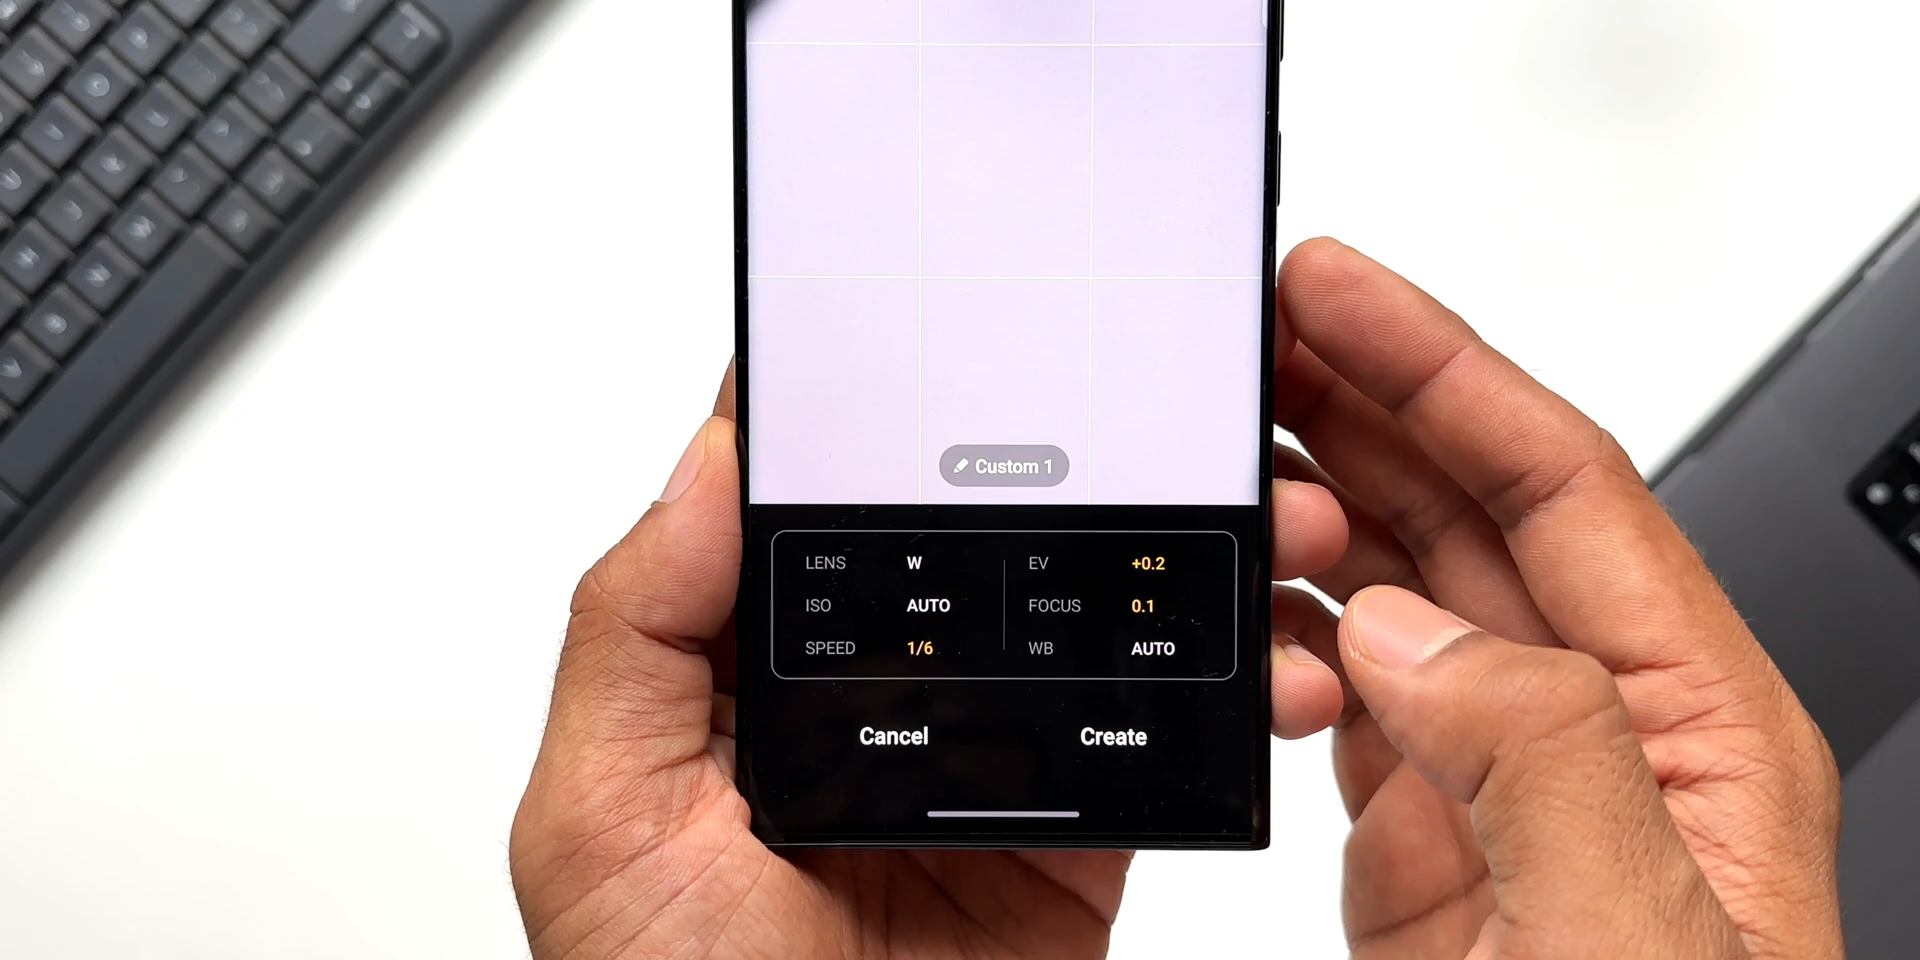 Custom 1
LENS W EV +0.2
ISO AUTO FOCUS 0.1
SPEED 1/6 WB AUTO
Cancel Create